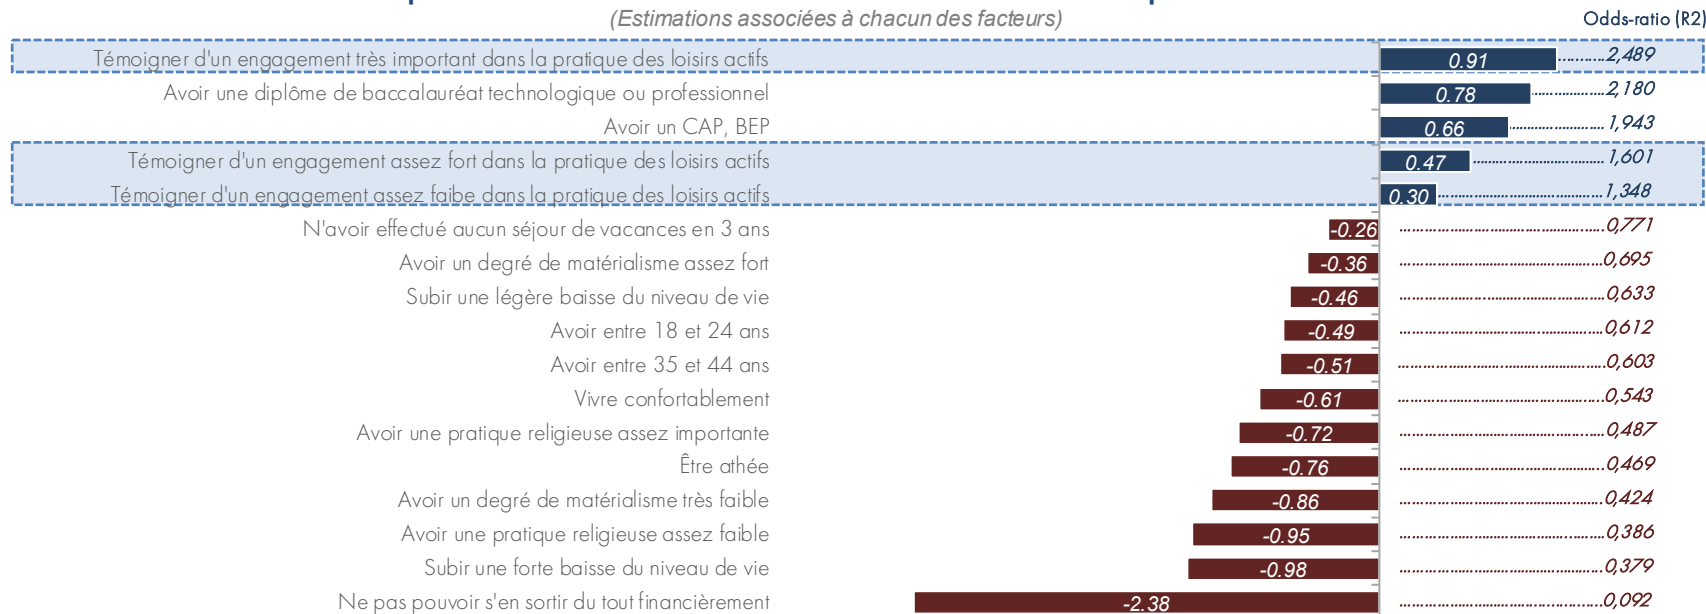 (Estimations associées à chacun des facteurs)
Odds-ratio (R2)
Témoigner d'un engagement très important dans la pratique des loisirs actifs 0.91 2,489
Avoir une diplôme de baccalauréat technologique ou professionnel 0.78 2,180
Avoir un CAP, BEP 0.66 1,943
Témoigner d'un engagement assez fort dans la pratique des loisirs actifs 0.47 1,601
Témoigner d'un engagement assez faibe dans la pratique des loisirs actifs 0.30 1,348
N'avoir effectué aucun séjour de vacances en 3 ans -0.26 0,771
Avoir un degré de matérialisme assez fort -0.36 0,695
Subir une légère baisse du niveau de vie -0.46 0,633
Avoir entre 18 et 24 ans -0.49 0,612
Avoir entre 35 et 44 ans -0.51 0,603
Vivre confortablement -0.61 0,543
Avoir une pratique religieuse assez importante -0.72 0,487
Être athée -0.76 0,469
Avoir un degré de matérialisme très faible -0.86 0,424
Avoir une pratique religieuse assez faible -0.95 0,386
Subir une forte baisse du niveau de vie -0.98 0,379
Ne pas pouvoir s'en sortir du tout financièrement -2.38 0,092